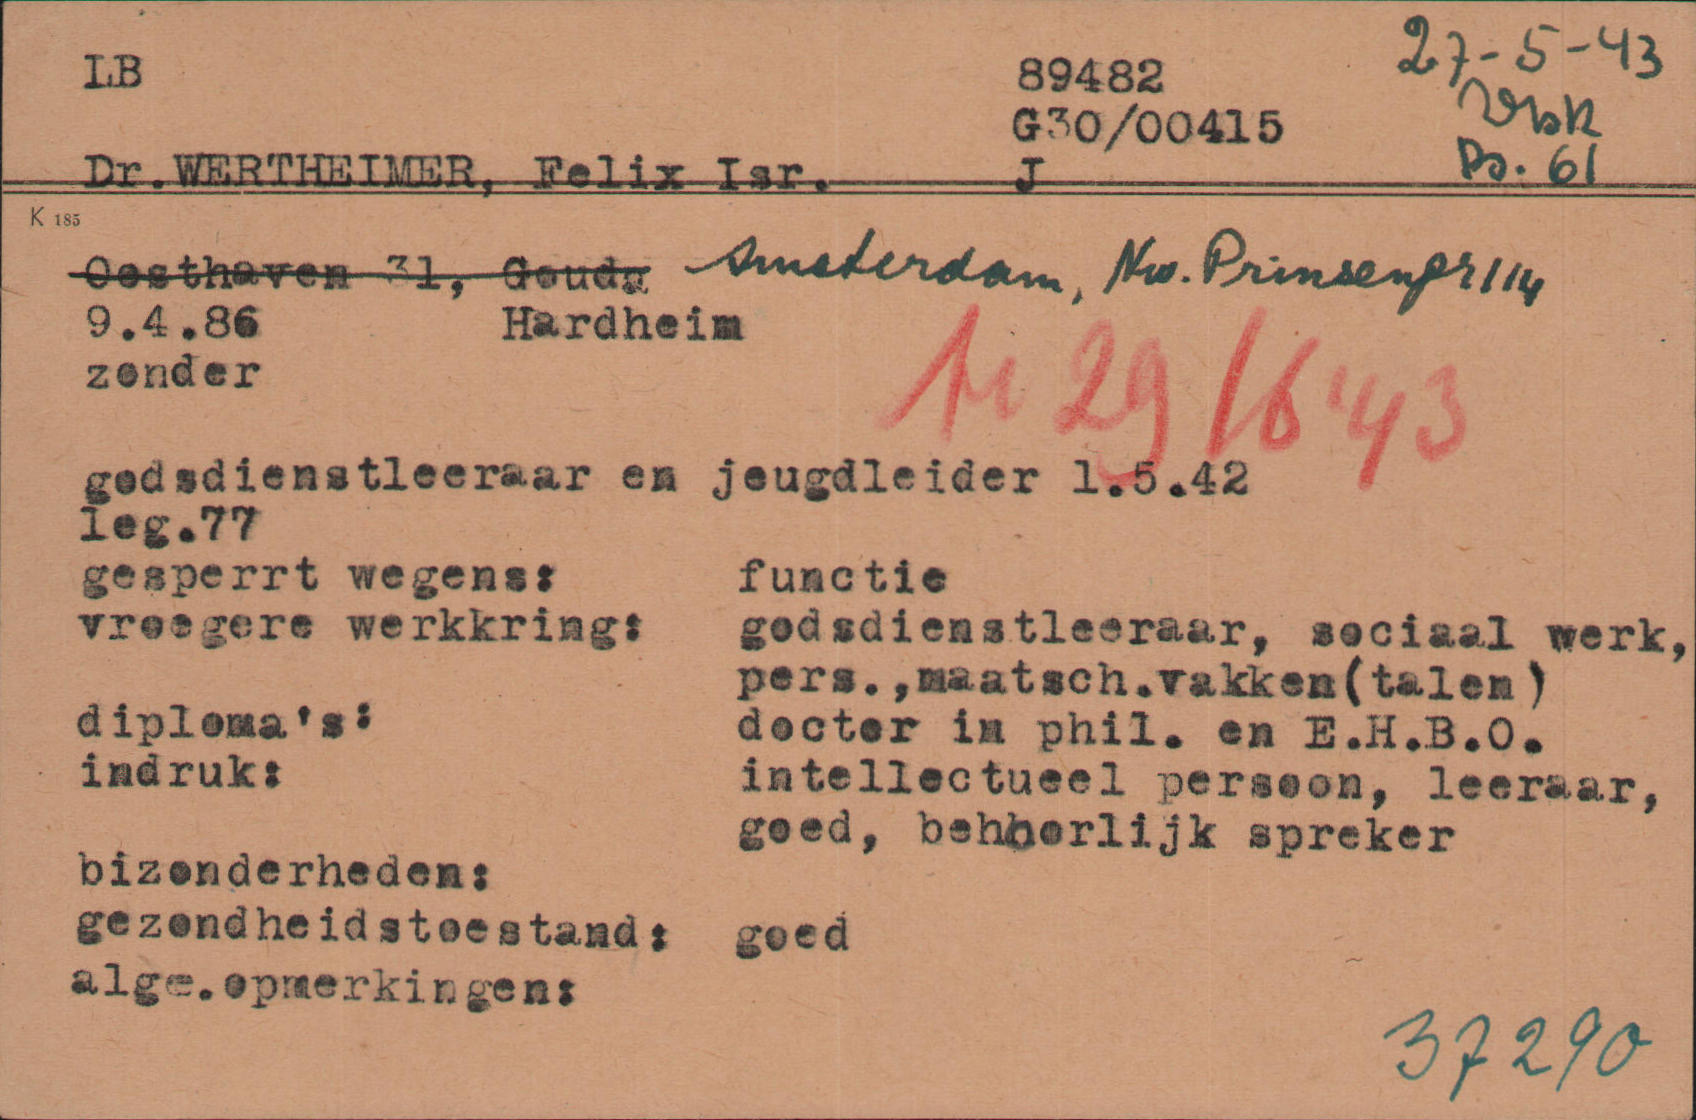 LB
89482
27-5-43
G30/00415
Dr.WERTHEIMER, Felix Isr.
J
Bs. 61
K 185
Oosthaven 31, Gouda Amsterdam, Nw. Prinsengr 114
9.4.86 Hardheim
zonder
29/6'43
godsdienstleeraar en jeugdleider 1.5.42
leg.77
gesperrt wegens: functie
vroegere werkkring: godsdienstleeraar, sociaal werk,
pers.,maatsch.vakken(talen)
diploma's: doctor in phil. en E.H.B.O.
indruk: intellectueel persoon, leeraar,
goed, behhorlijk spreker
bizonderheden:
gezondheidstoestand: goed
alge.opmerkingen:
37290